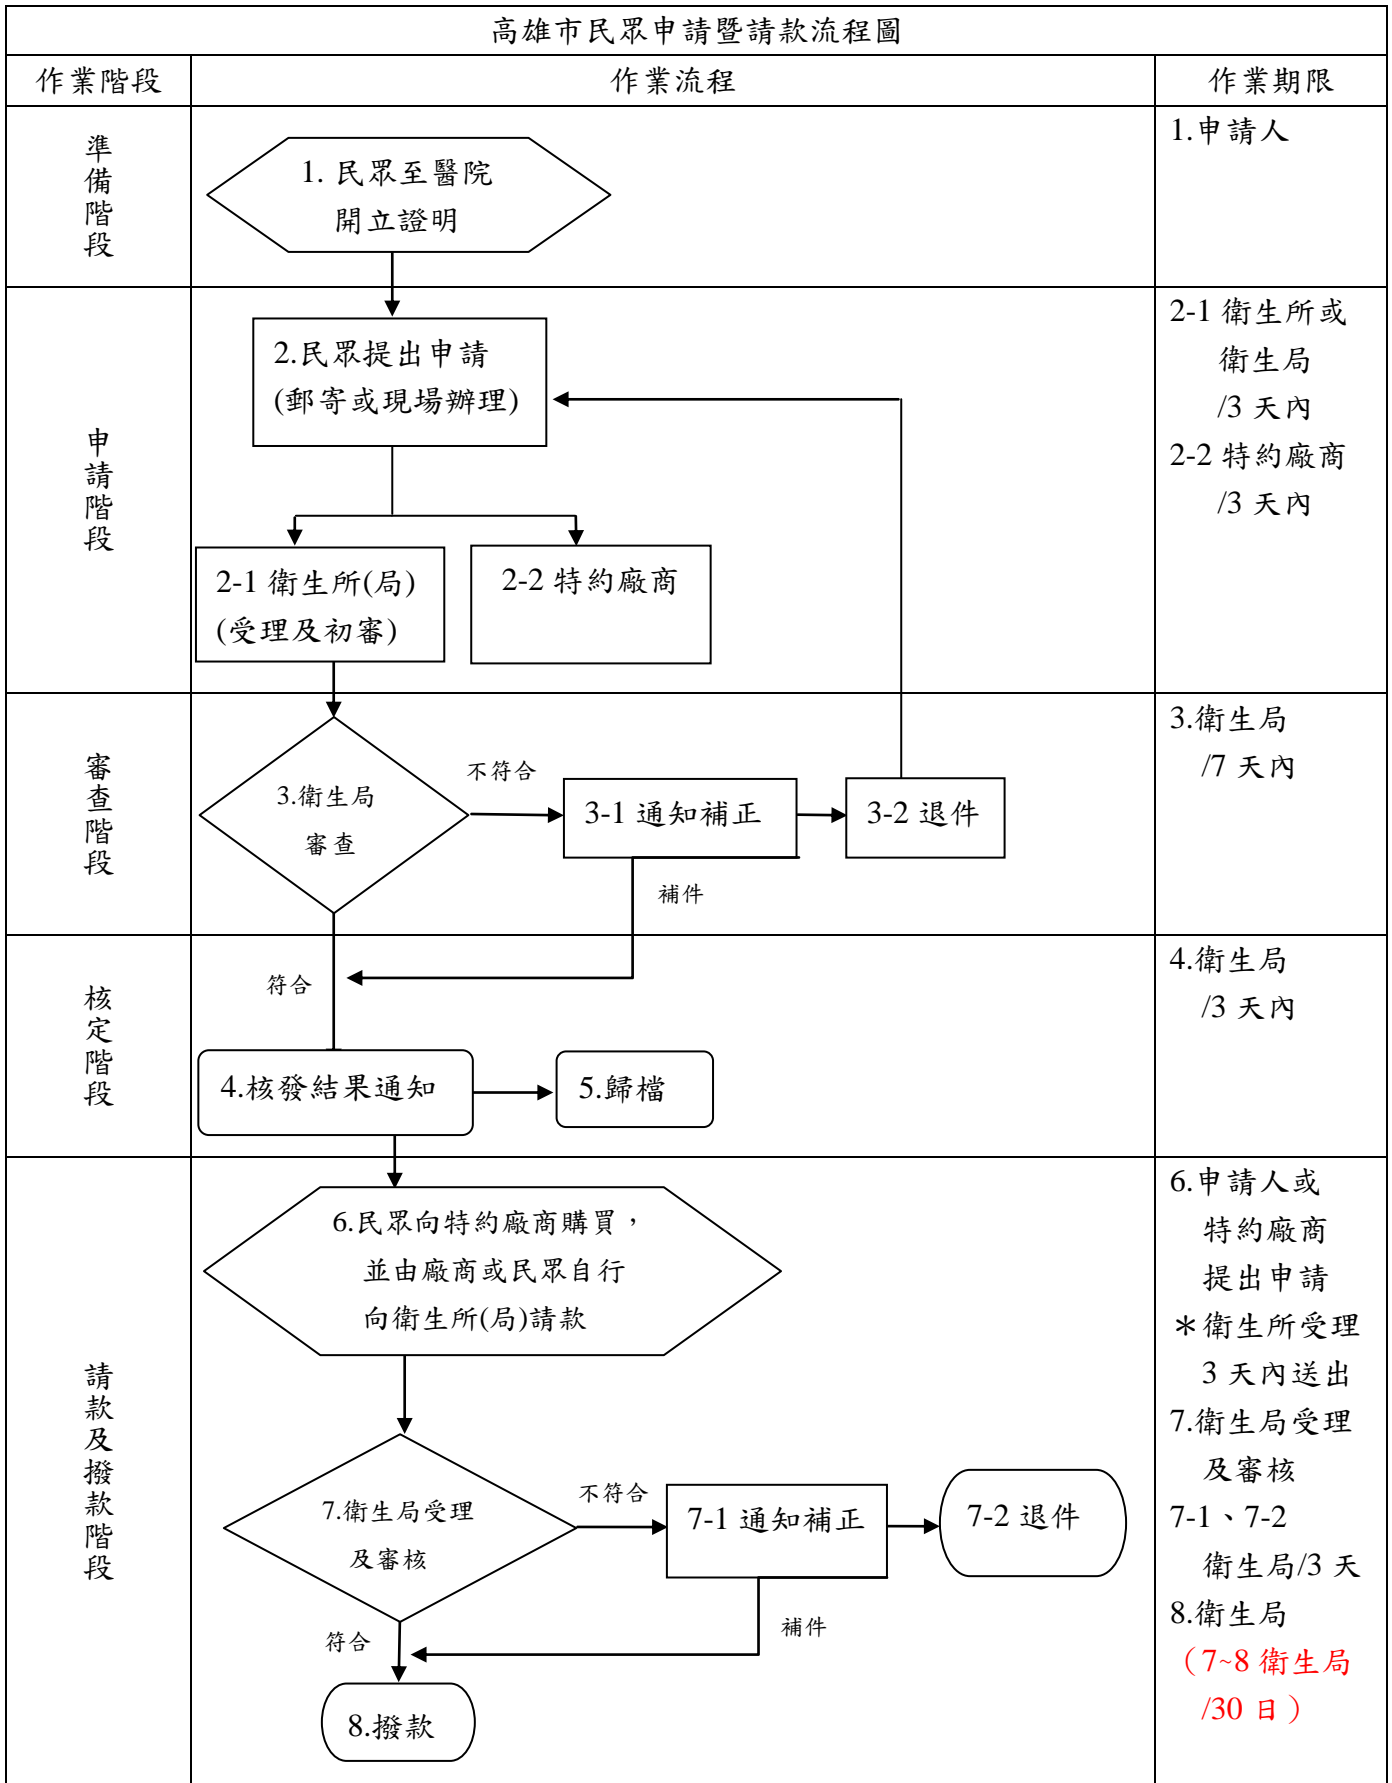 高雄市民眾申請暨請款流程圖
作業階段
作業流程
作業期限
準備階段
1. 民眾至醫院
開立證明
1.申請人
申請階段
2.民眾提出申請
(郵寄或現場辦理)
2-1 衛生所(局)
(受理及初審)
2-2 特約廠商
2-1 衛生所或
衛生局
/3 天內
2-2 特約廠商
/3 天內
審查階段
3.衛生局
審查
不符合
3-1 通知補正
3-2 退件
補件
3.衛生局
/7 天內
核定階段
符合
4.核發結果通知
5.歸檔
4.衛生局
/3 天內
請款及撥款階段
6.民眾向特約廠商購買，
並由廠商或民眾自行
向衛生所(局)請款
7.衛生局受理
及審核
不符合
7-1 通知補正
7-2 退件
補件
符合
8.撥款
6.申請人或
特約廠商
提出申請
＊衛生所受理
3 天內送出
7.衛生局受理
及審核
7-1、7-2
衛生局/3 天
8.衛生局
（7~8 衛生局
/30 日）